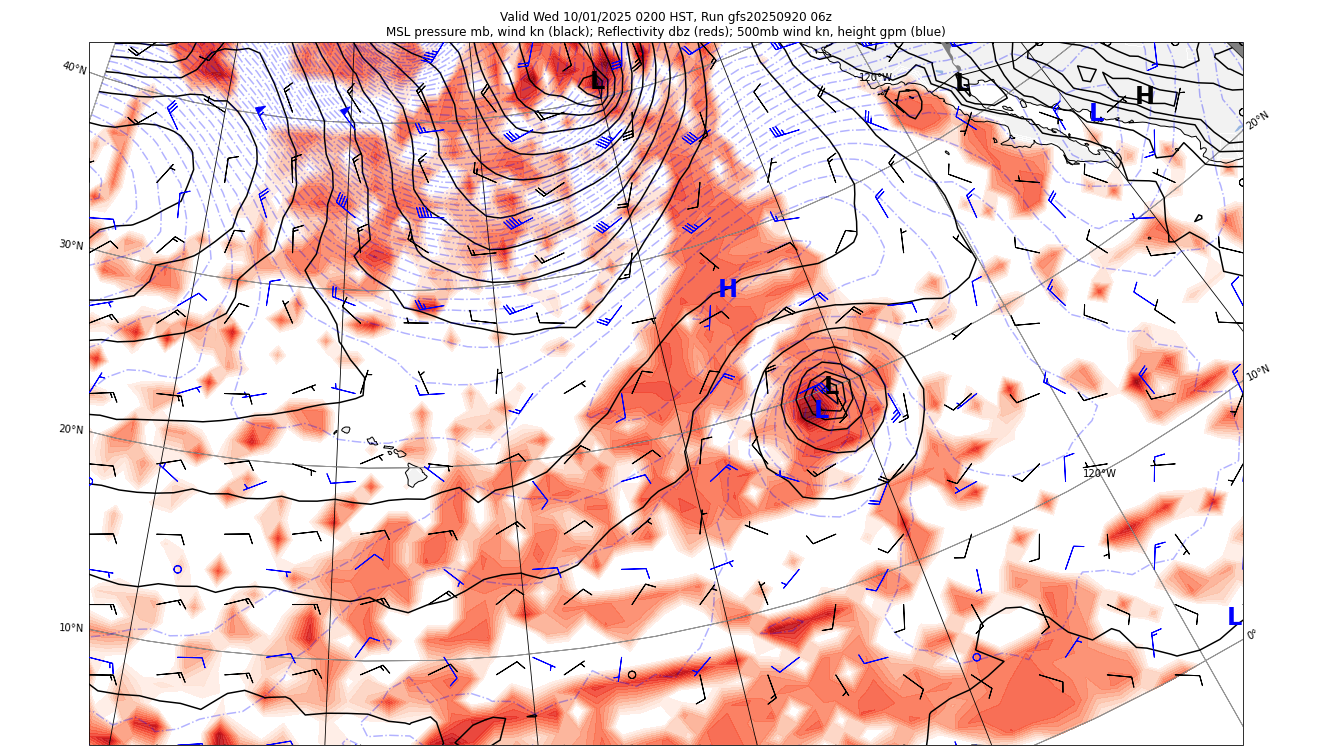 Valid Wed 10/01/2025 0200 HST, Run gfs20250920 06z
MSL pressure mb, wind kn (black); Reflectivity dbz (reds); 500mb wind kn, height gpm (blue)
40°N
120°W
L
L
H
L
20°N
30°N
H
10°N
L
L
20°N
120°W
10°N
L
0°